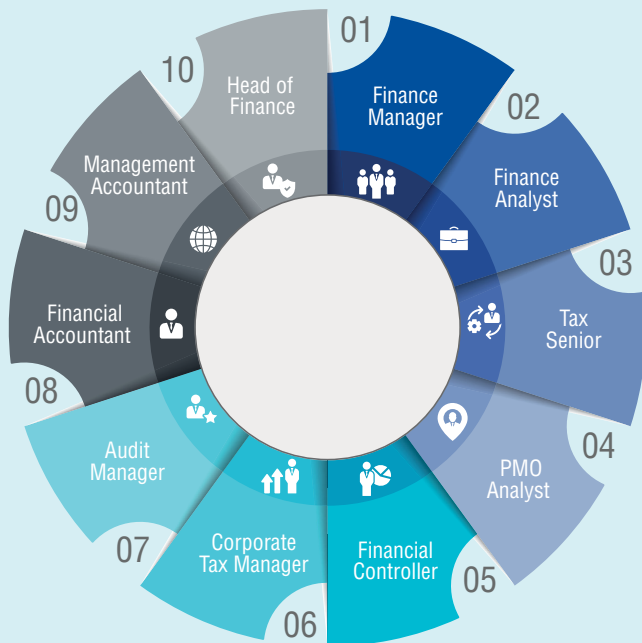 01
Finance
Manager
02
Finance
Analyst
03
Tax
Senior
04
PMO
Analyst
05
Financial
Controller
06
Corporate
Tax Manager
07
Audit
Manager
08
Financial
Accountant
09
Management
Accountant
10
Head of
Finance